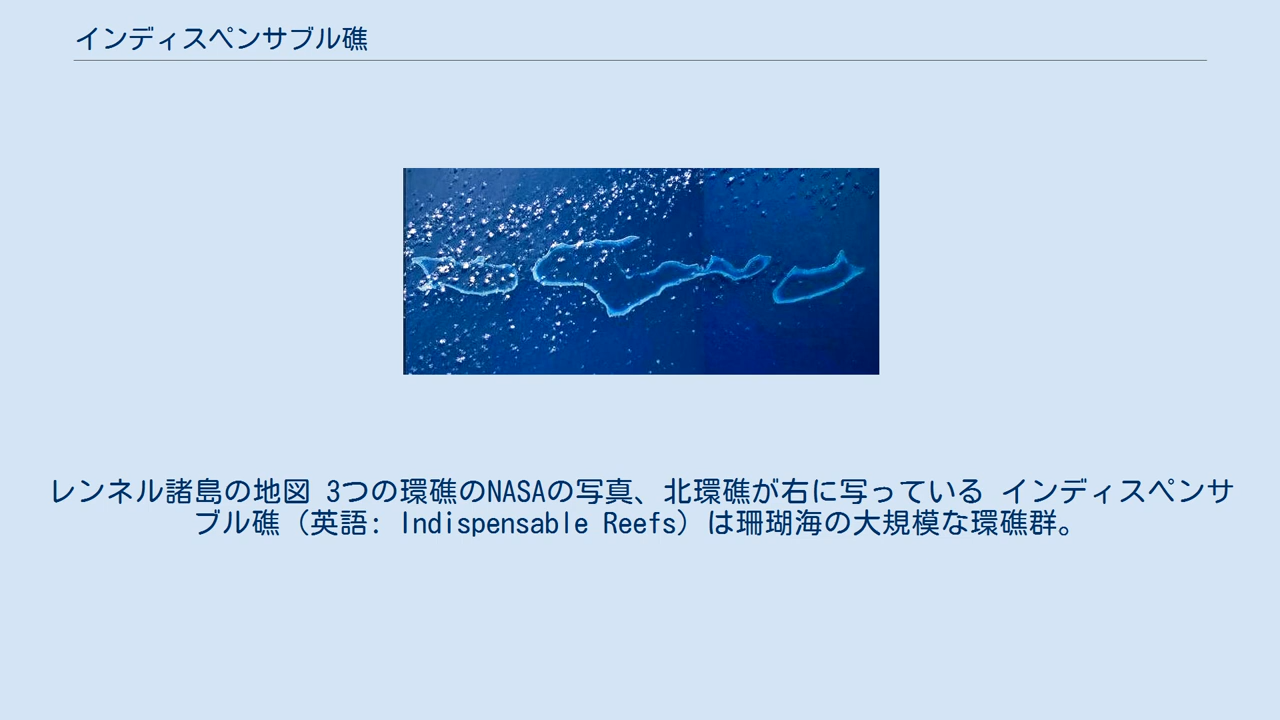 インディスペンサブル礁
レンネル諸島の地図 3つの環礁のNASAの写真、北環礁が右に写っている インディスペンサ
ブル礁（英語: Indispensable Reefs）は珊瑚海の大規模な環礁群。